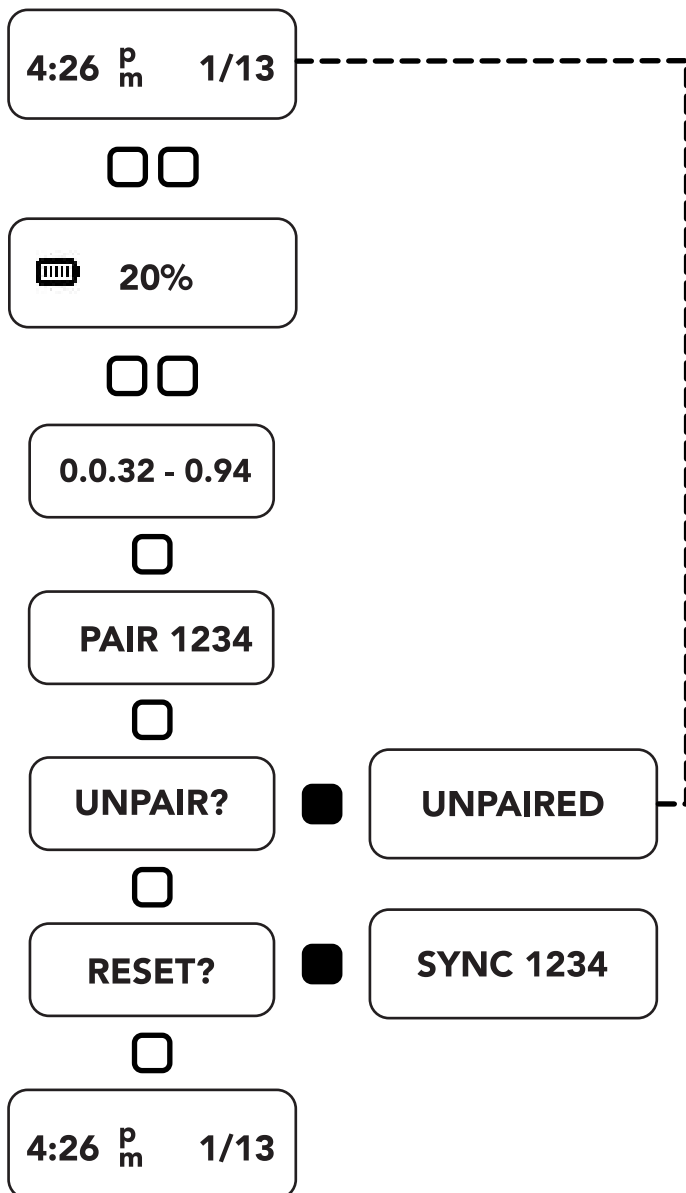 4:26 pm 1/13
20%
0.0.32 - 0.94
PAIR 1234
UNPAIR?
UNPAIRED
RESET?
SYNC 1234
4:26 pm 1/13